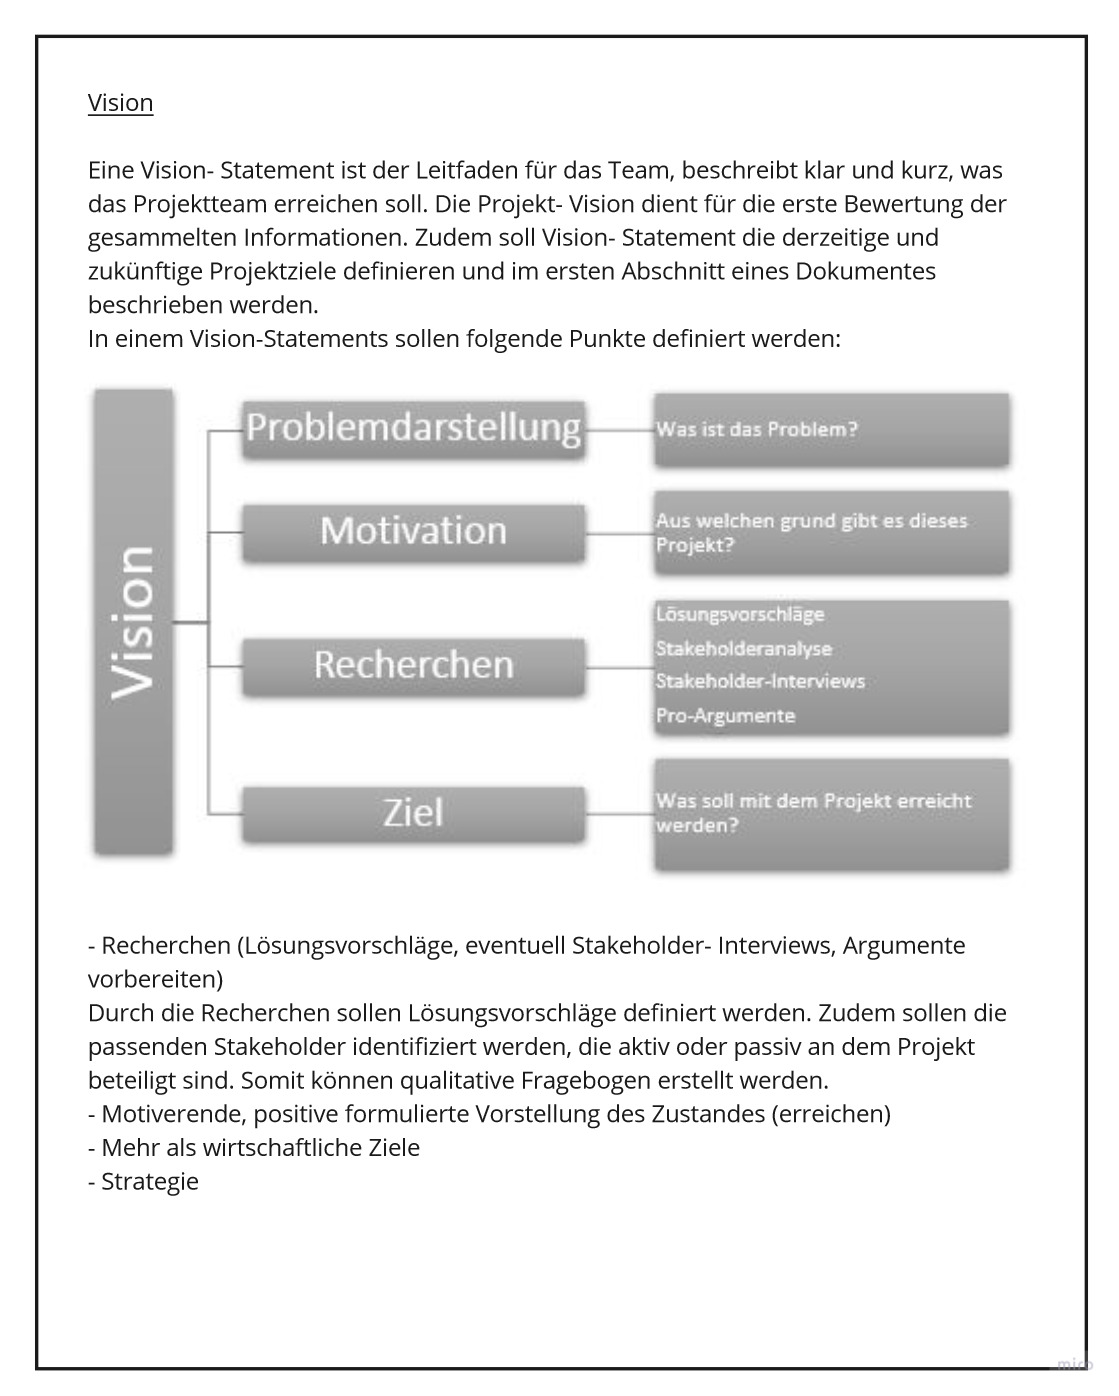 Vision
Eine Vision- Statement ist der Leitfaden für das Team, beschreibt klar und kurz, was
das Projektteam erreichen soll. Die Projekt- Vision dient für die erste Bewertung der
gesammelten Informationen. Zudem soll Vision- Statement die derzeitige und
zukünftige Projektziele definieren und im ersten Abschnitt eines Dokumentes
beschrieben werden.
In einem Vision-Statements sollen folgende Punkte definiert werden:
Vision
Problemdarstellung
Was ist das Problem?
Motivation
Aus welchen grund gibt es dieses
Projekt?
Recherchen
Lösungsvorschläge
Stakeholderanalyse
Stakeholder-Interviews
Pro-Argumente
Ziel
Was soll mit dem Projekt erreicht
werden?
- Recherchen (Lösungsvorschläge, eventuell Stakeholder- Interviews, Argumente
vorbereiten)
Durch die Recherchen sollen Lösungsvorschläge definiert werden. Zudem sollen die
passenden Stakeholder identifiziert werden, die aktiv oder passiv an dem Projekt
beteiligt sind. Somit können qualitative Fragebogen erstellt werden.
- Motiverende, positive formulierte Vorstellung des Zustandes (erreichen)
- Mehr als wirtschaftliche Ziele
- Strategie
miro